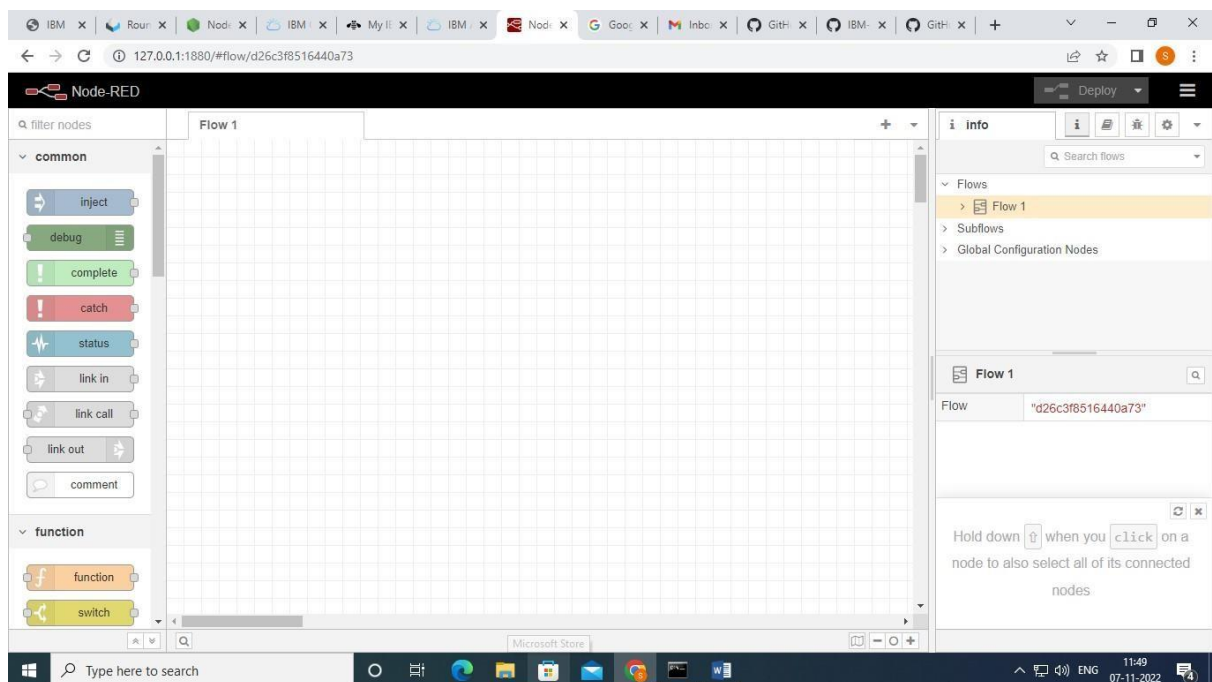 IBM Roun Node IBM My IB IBM / Node Goog Inbo GitH IBM- GitH
127.0.0.1:1880/#flow/d26c3f8516440a73
S
Node-RED
Deploy
filter nodes
Flow 1
i info
common
Search flows
inject
Flows
Flow 1
debug
Subflows
complete
Global Configuration Nodes
catch
status
link in
Flow 1
link call
Flow "d26c3f8516440a73"
link out
comment
function
Hold down ⇧ when you click on a
node to also select all of its connected
nodes
function
switch
Microsoft Store
Type here to search
ENG
11:49
07-11-2022
4